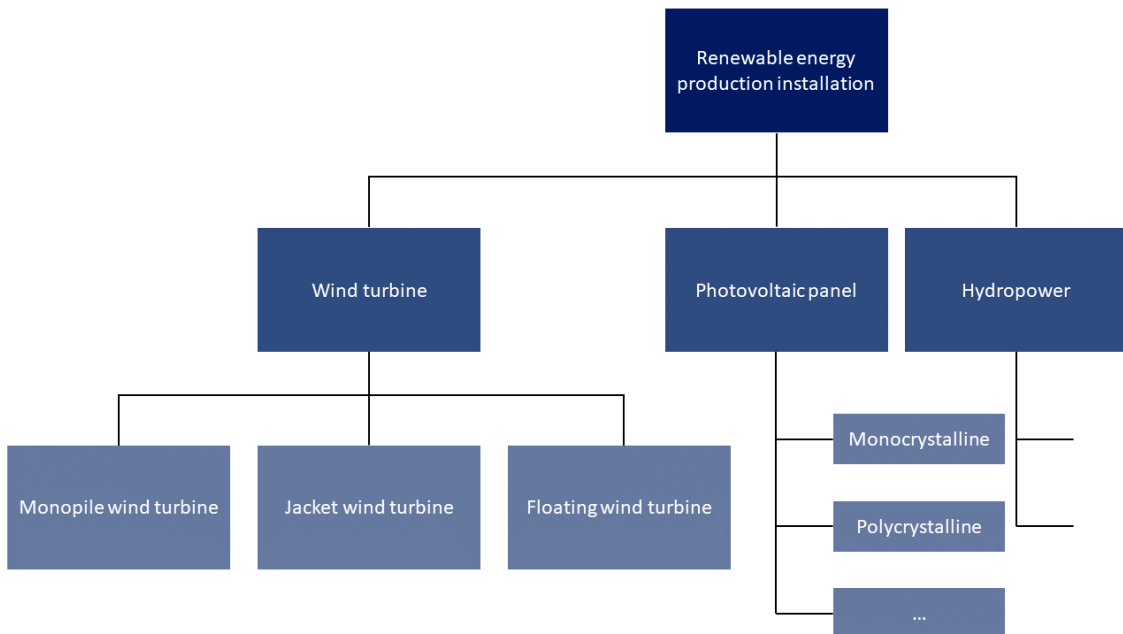 Renewable energy
production installation
Wind turbine
Photovoltaic panel
Hydropower
Monopile wind turbine
Jacket wind turbine
Floating wind turbine
Monocrystalline
Polycrystalline
...